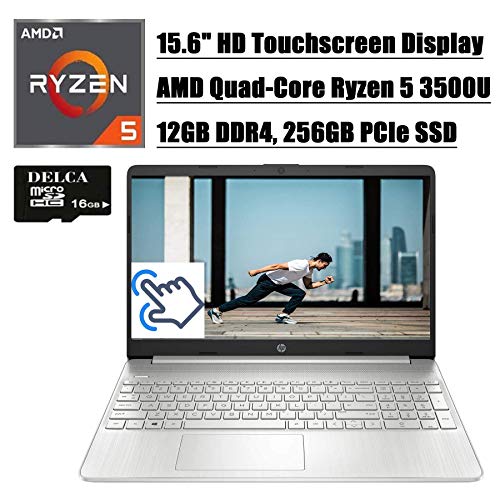 AMD
RYZEN
5
15.6" HD Touchscreen Display
AMD Quad-Core Ryzen 5 3500U
12GB DDR4, 256GB PCIe SSD
DELCA
micro
SD
HC
16GB
hp